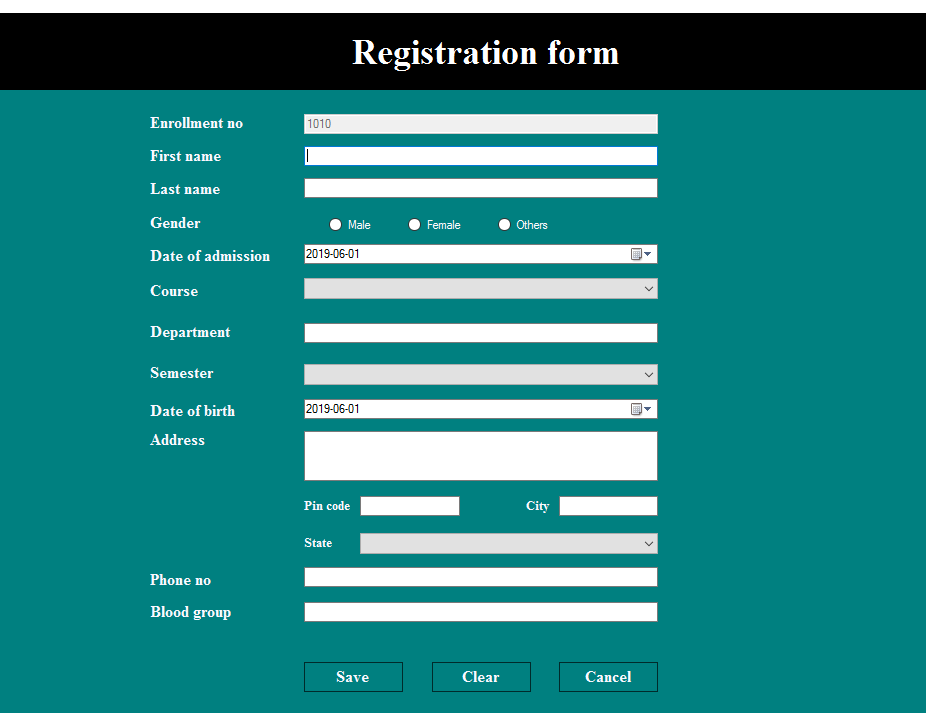 Registration form
Enrollment no 1010
First name
Last name
Gender Male Female Others
Date of admission 2019-06-01
Course
Department
Semester
Date of birth 2019-06-01
Address
Pin code City
State
Phone no
Blood group
Save Clear Cancel